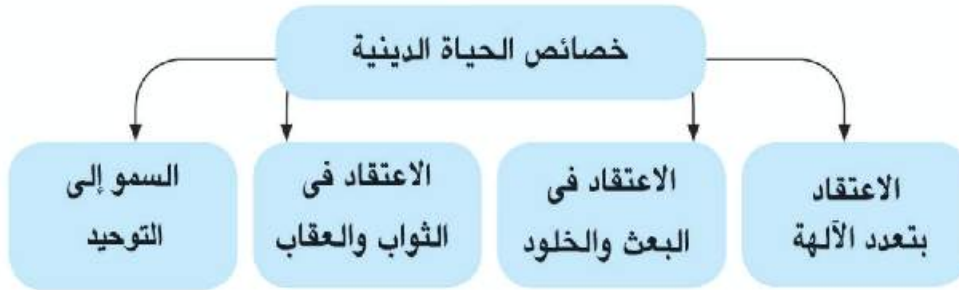 خصائص الحياة الدينية
الاعتقاد
بتعدد الآلهة
الاعتقاد فى
البعث والخلود
الاعتقاد فى
الثواب والعقاب
السمو إلى
التوحيد